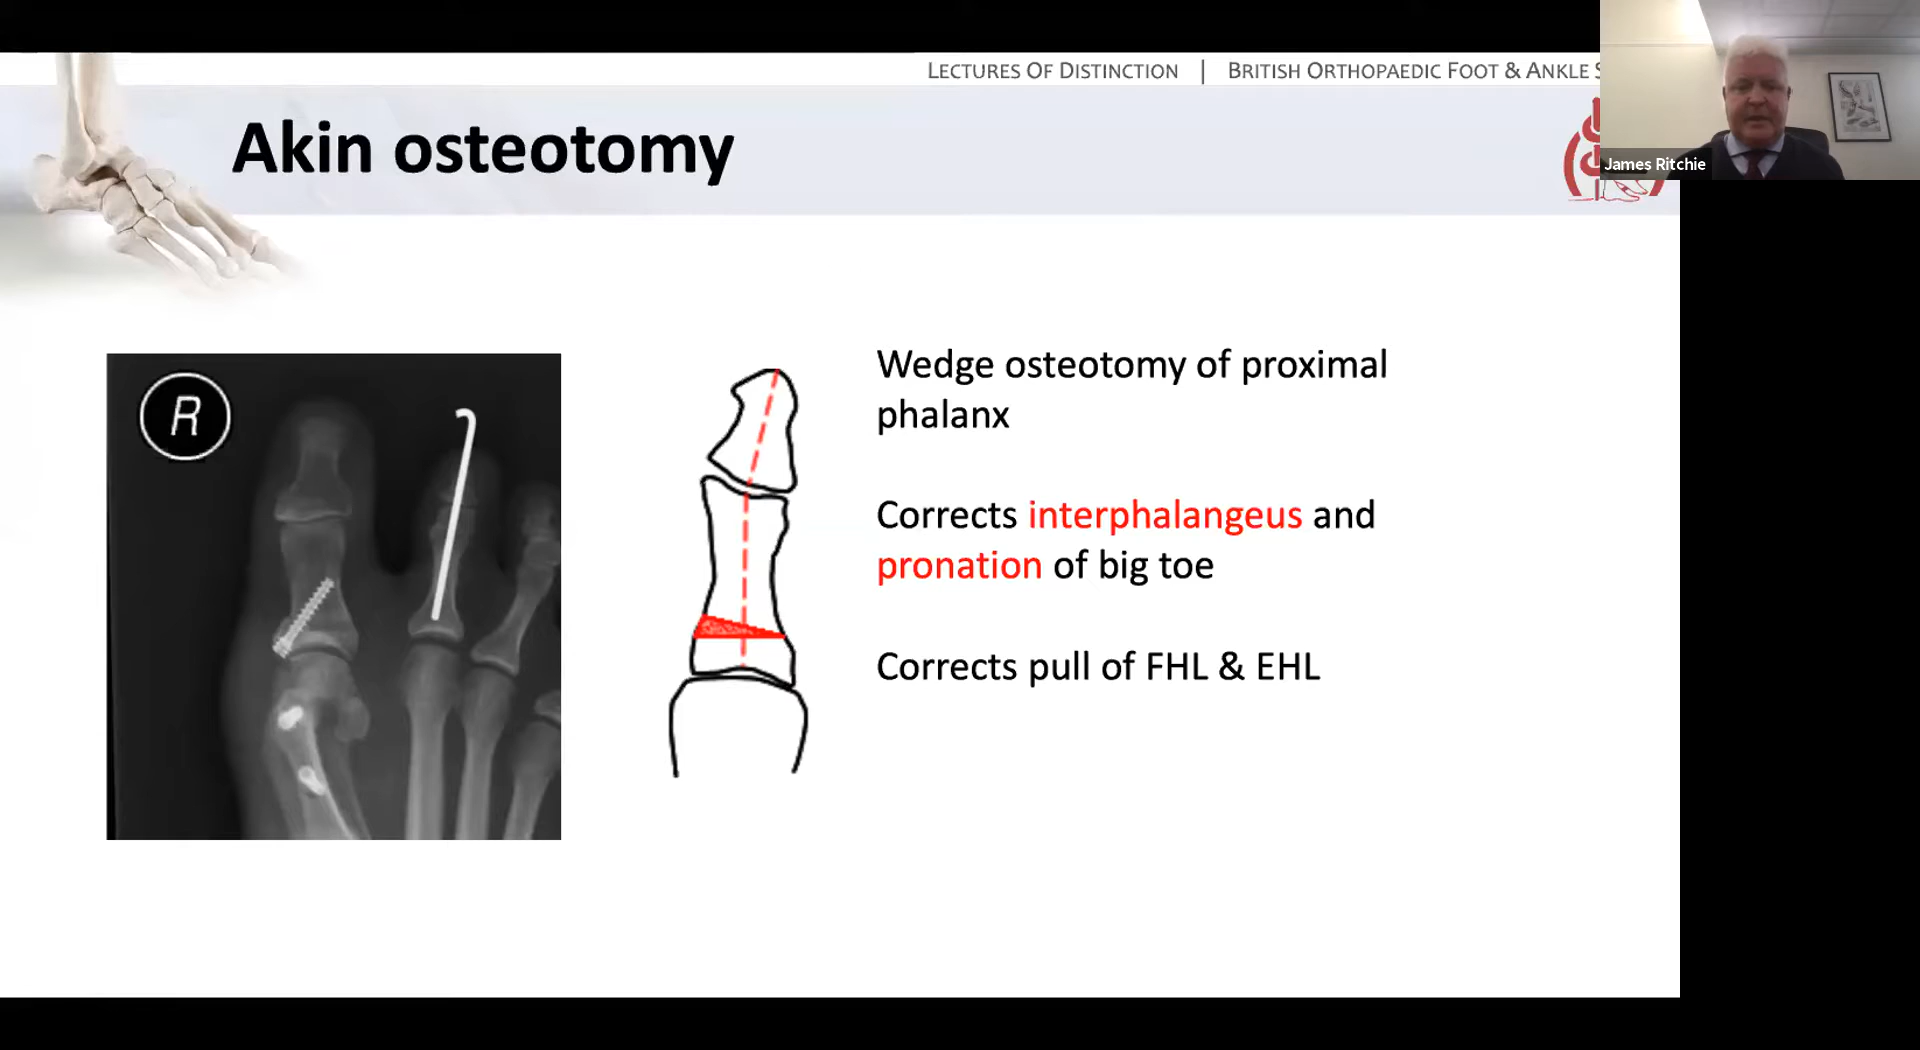 LECTURES OF DISTINCTION | BRITISH ORTHOPAEDIC FOOT & ANKLE
James Ritchie
Akin osteotomy
R
Wedge osteotomy of proximal
phalanx
Corrects interphalangeus and
pronation of big toe
Corrects pull of FHL & EHL